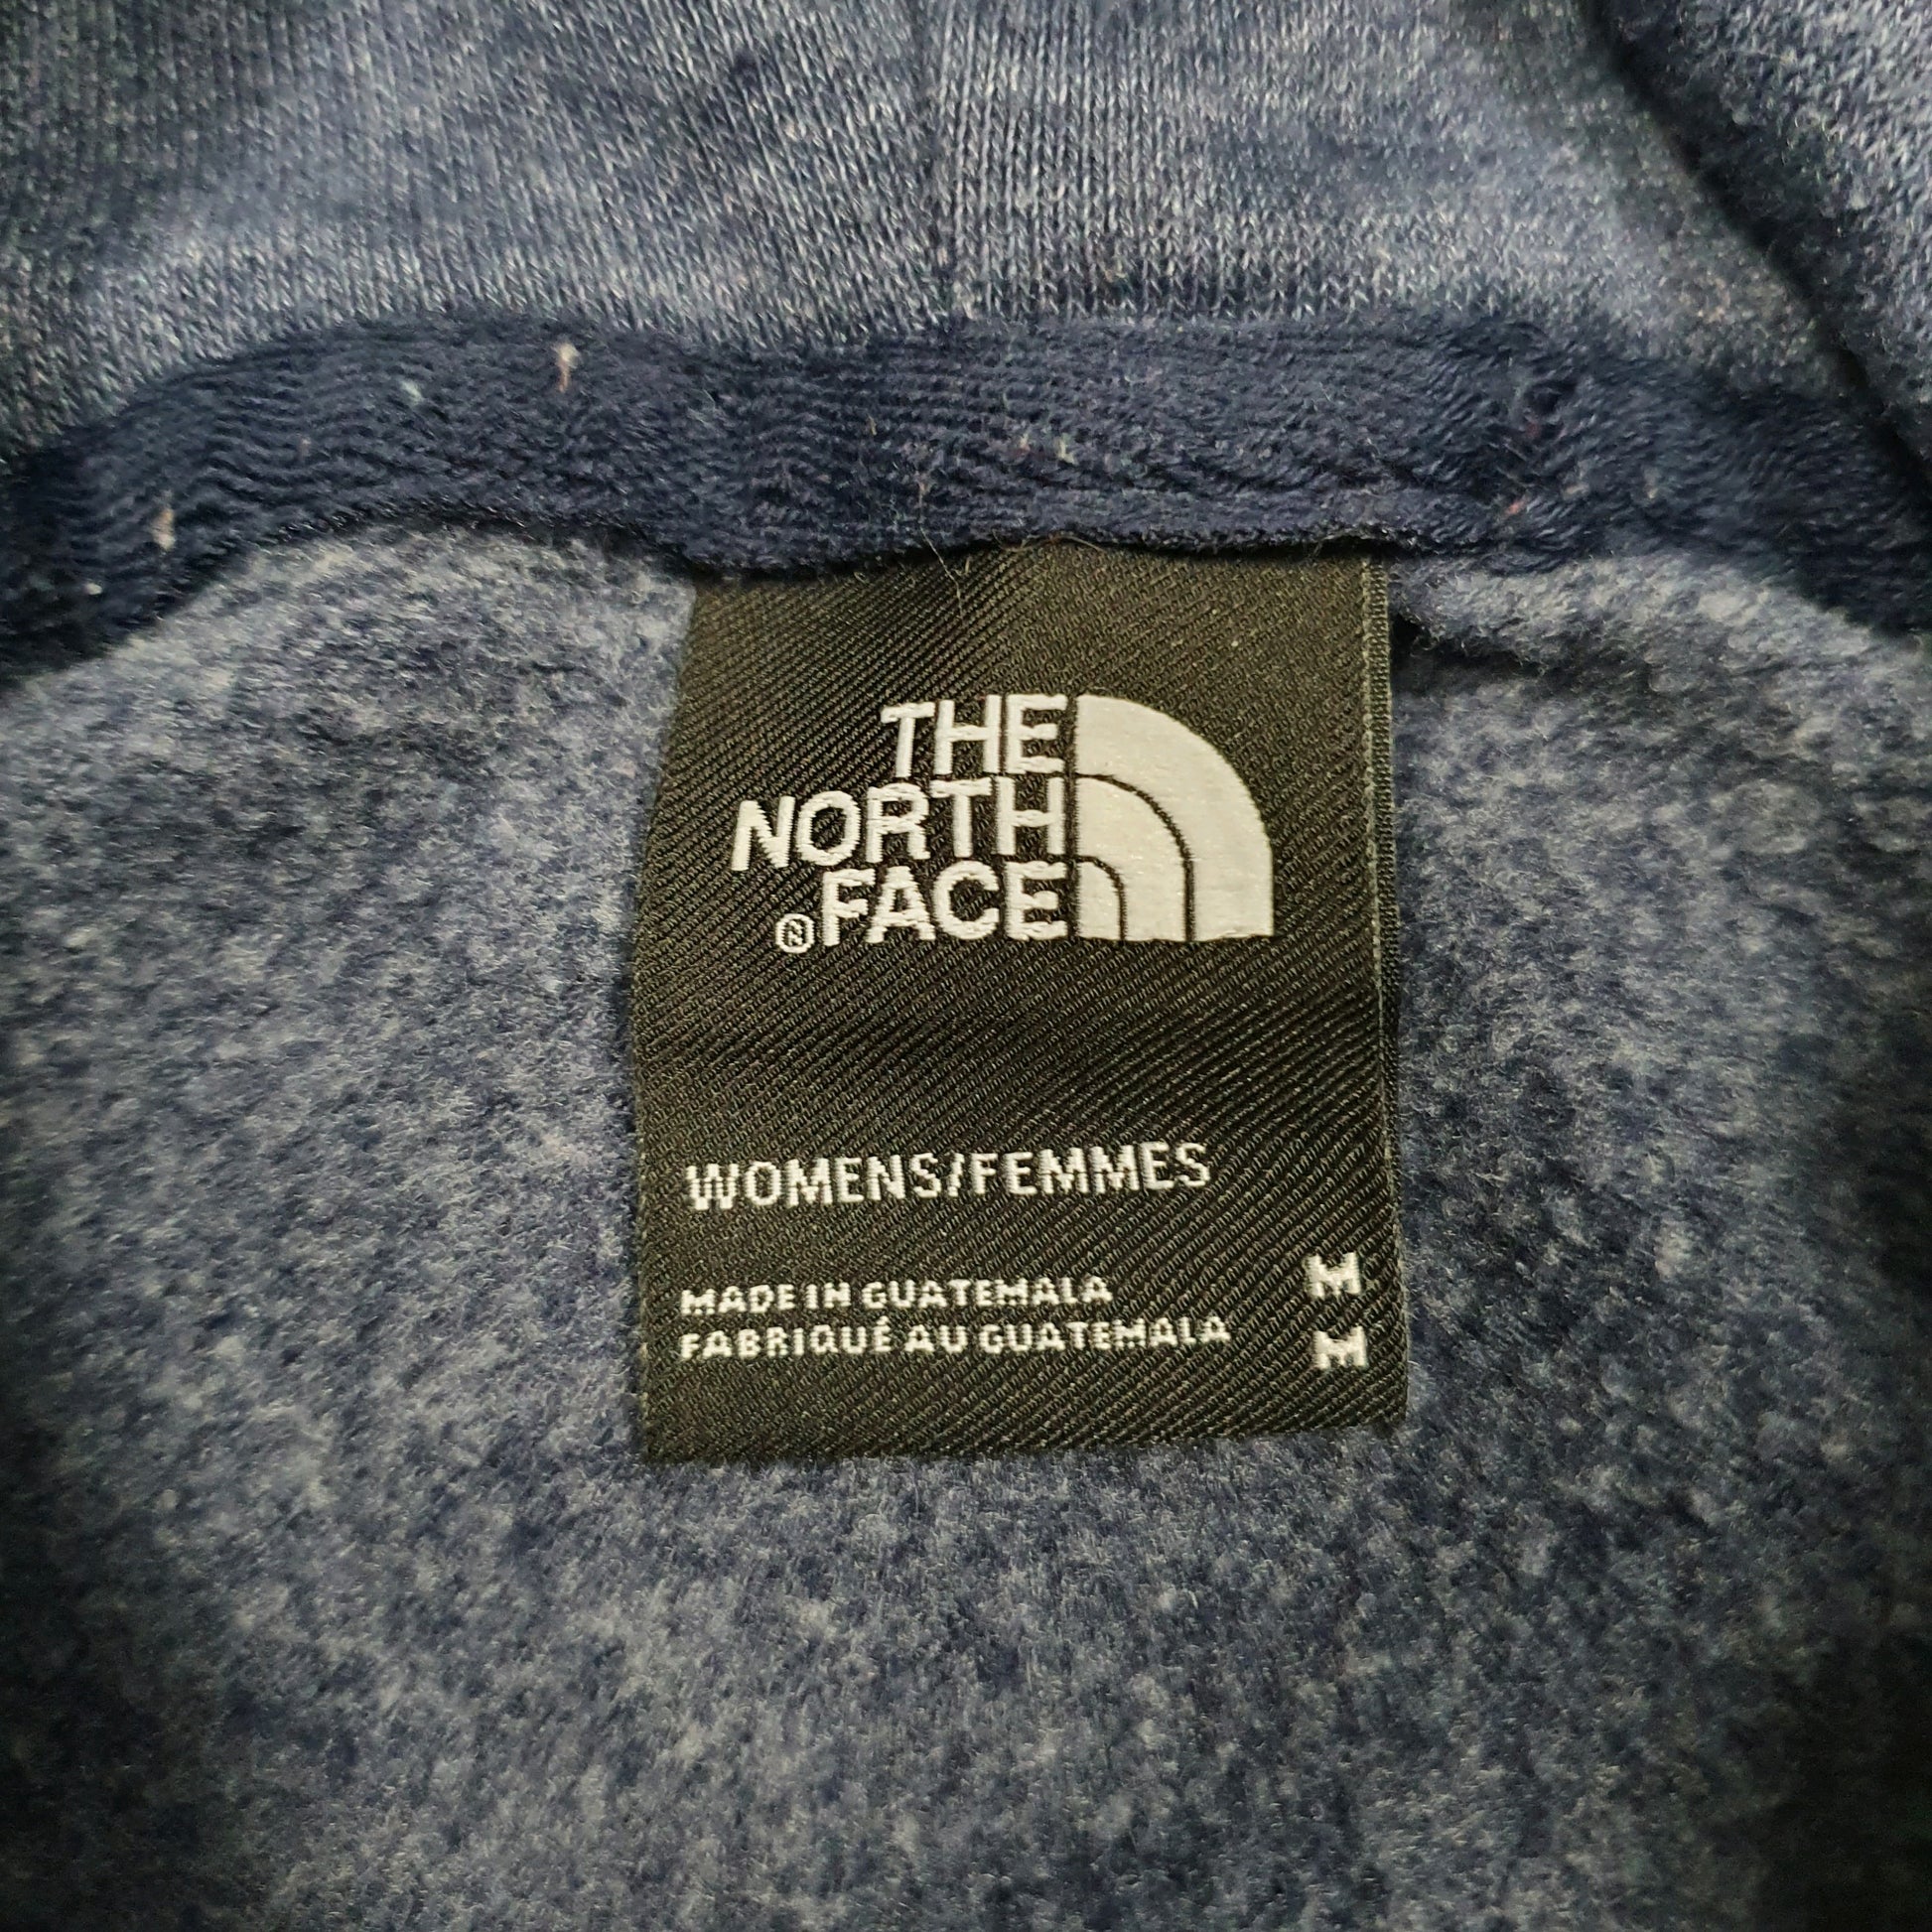 THE
NORTH
FACE
WOMENS/FEMMES
MADE IN GUATEMALA M
FABRIQUÉ AU GUATEMALA M